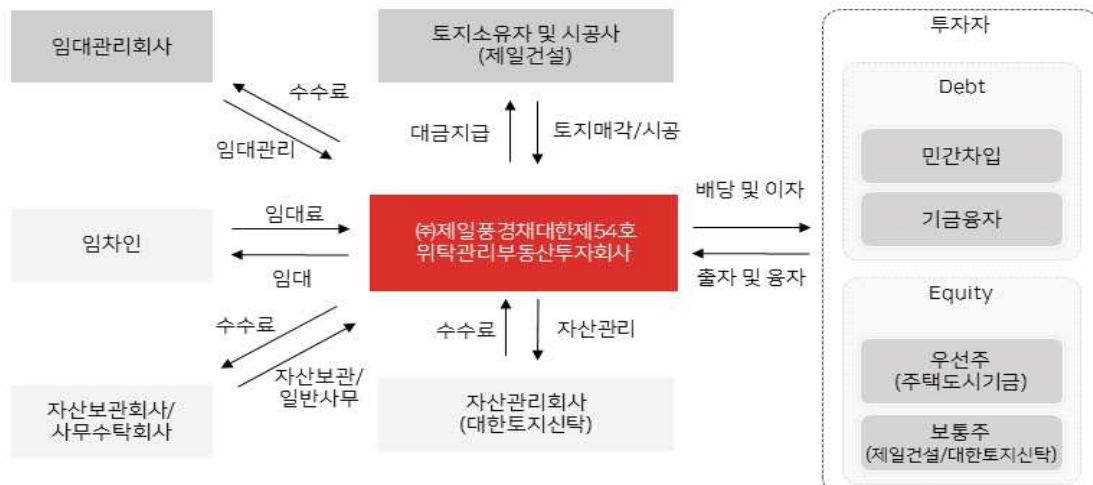 임대관리회사
토지소유자 및 시공사
(제일건설)
투자자
수수료
임대관리
대금지급
토지매각/시공
Debt
민간차입
기금융자
임차인
임대료
임대
㈜제일풍경채대한제54호
위탁관리부동산투자회사
배당 및 이자
출자 및 융자
Equity
우선주
(주택도시기금)
보통주
(제일건설/대한토지신탁)
수수료
자산보관/
일반사무
수수료
자산관리
자산보관회사/
사무수탁회사
자산관리회사
(대한토지신탁)